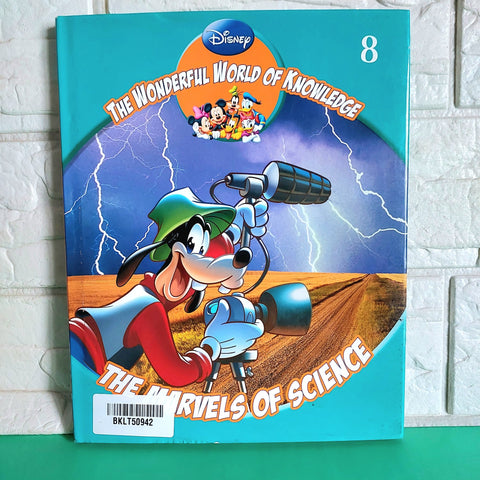 Disney
8
THE WONDERFUL WORLD OF KNOWLEDGE
THE MARVELS OF SCIENCE
BKLT50942